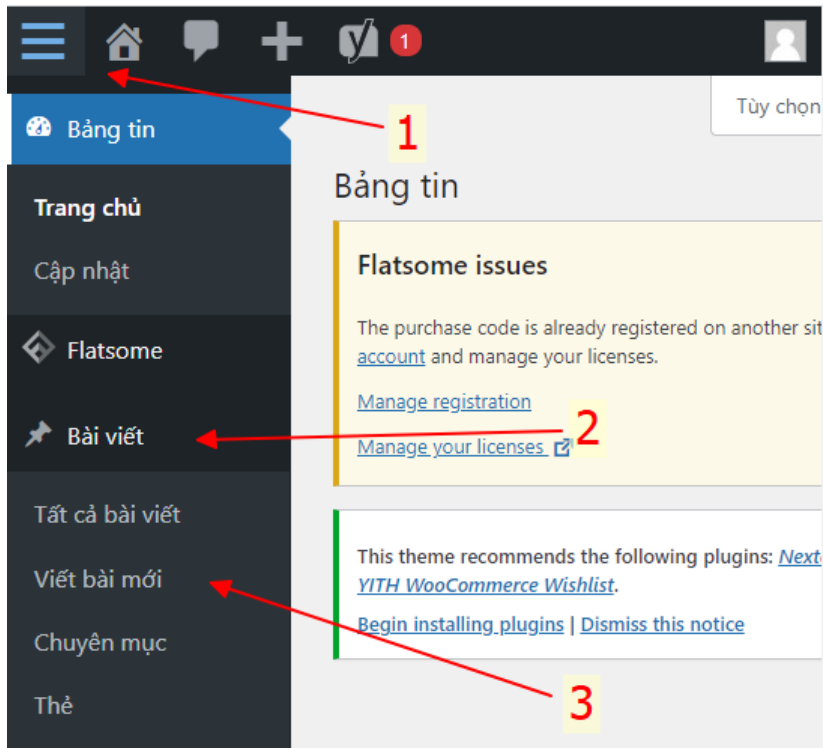 1
Tùy chọn
1
Bảng tin
Bảng tin
Trang chủ
Cập nhật
Flatsome issues
The purchase code is already registered on another sit
account and manage your licenses.
Flatsome
Manage registration
2
Bài viết
Manage your licenses
Tất cả bài viết
This theme recommends the following plugins: Next
Viết bài mới
YITH WooCommerce Wishlist.
Begin installing plugins | Dismiss this notice
Chuyên mục
3
Thẻ